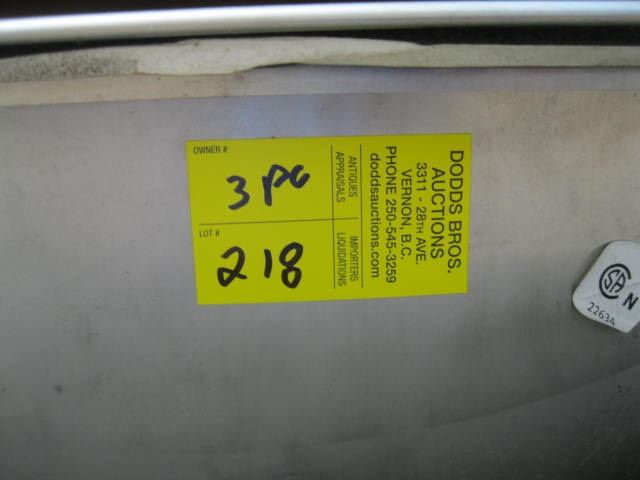 OWNER #
3 PC
LOT #
218
ANTIQUES
APPRAISALS
IMPORTERS
LIQUIDATIONS
DODDS BROS.
AUCTIONS
3311 - 28TH AVE.
VERNON, B.C.
PHONE 250-545-3259
doddsauctions.com
CSA N
2263A